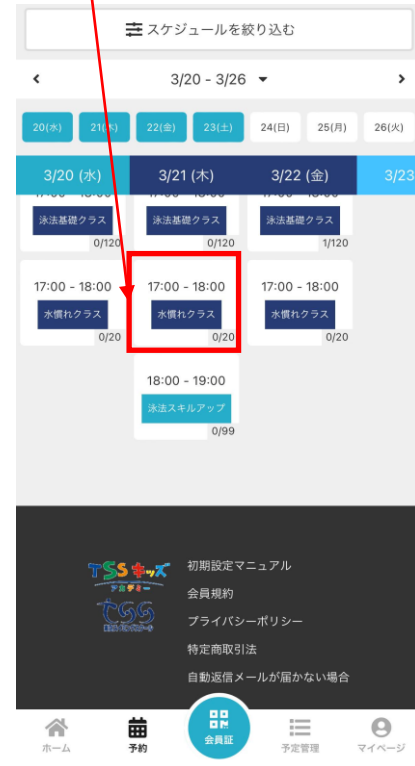 スケジュールを絞り込む
3/20 - 3/26
20(水) 21(木) 22(金) 23(土) 24(日) 25(月) 26(火)
3/20 (水) 3/21 (木) 3/22 (金) 3/23
泳法基礎クラス 泳法基礎クラス 泳法基礎クラス
0/120 0/120 1/120
17:00 - 18:00 17:00 - 18:00 17:00 - 18:00
水慣れクラス 水慣れクラス 水慣れクラス
0/20 0/20 0/20
18:00 - 19:00
泳法スキルアップ
0/99
TSSキッズ
アカデミー
TSS
初期設定マニュアル
会員規約
プライバシーポリシー
特定商取引法
自動返信メールが届かない場合
ホーム 予約 会員証 予定管理 マイページ